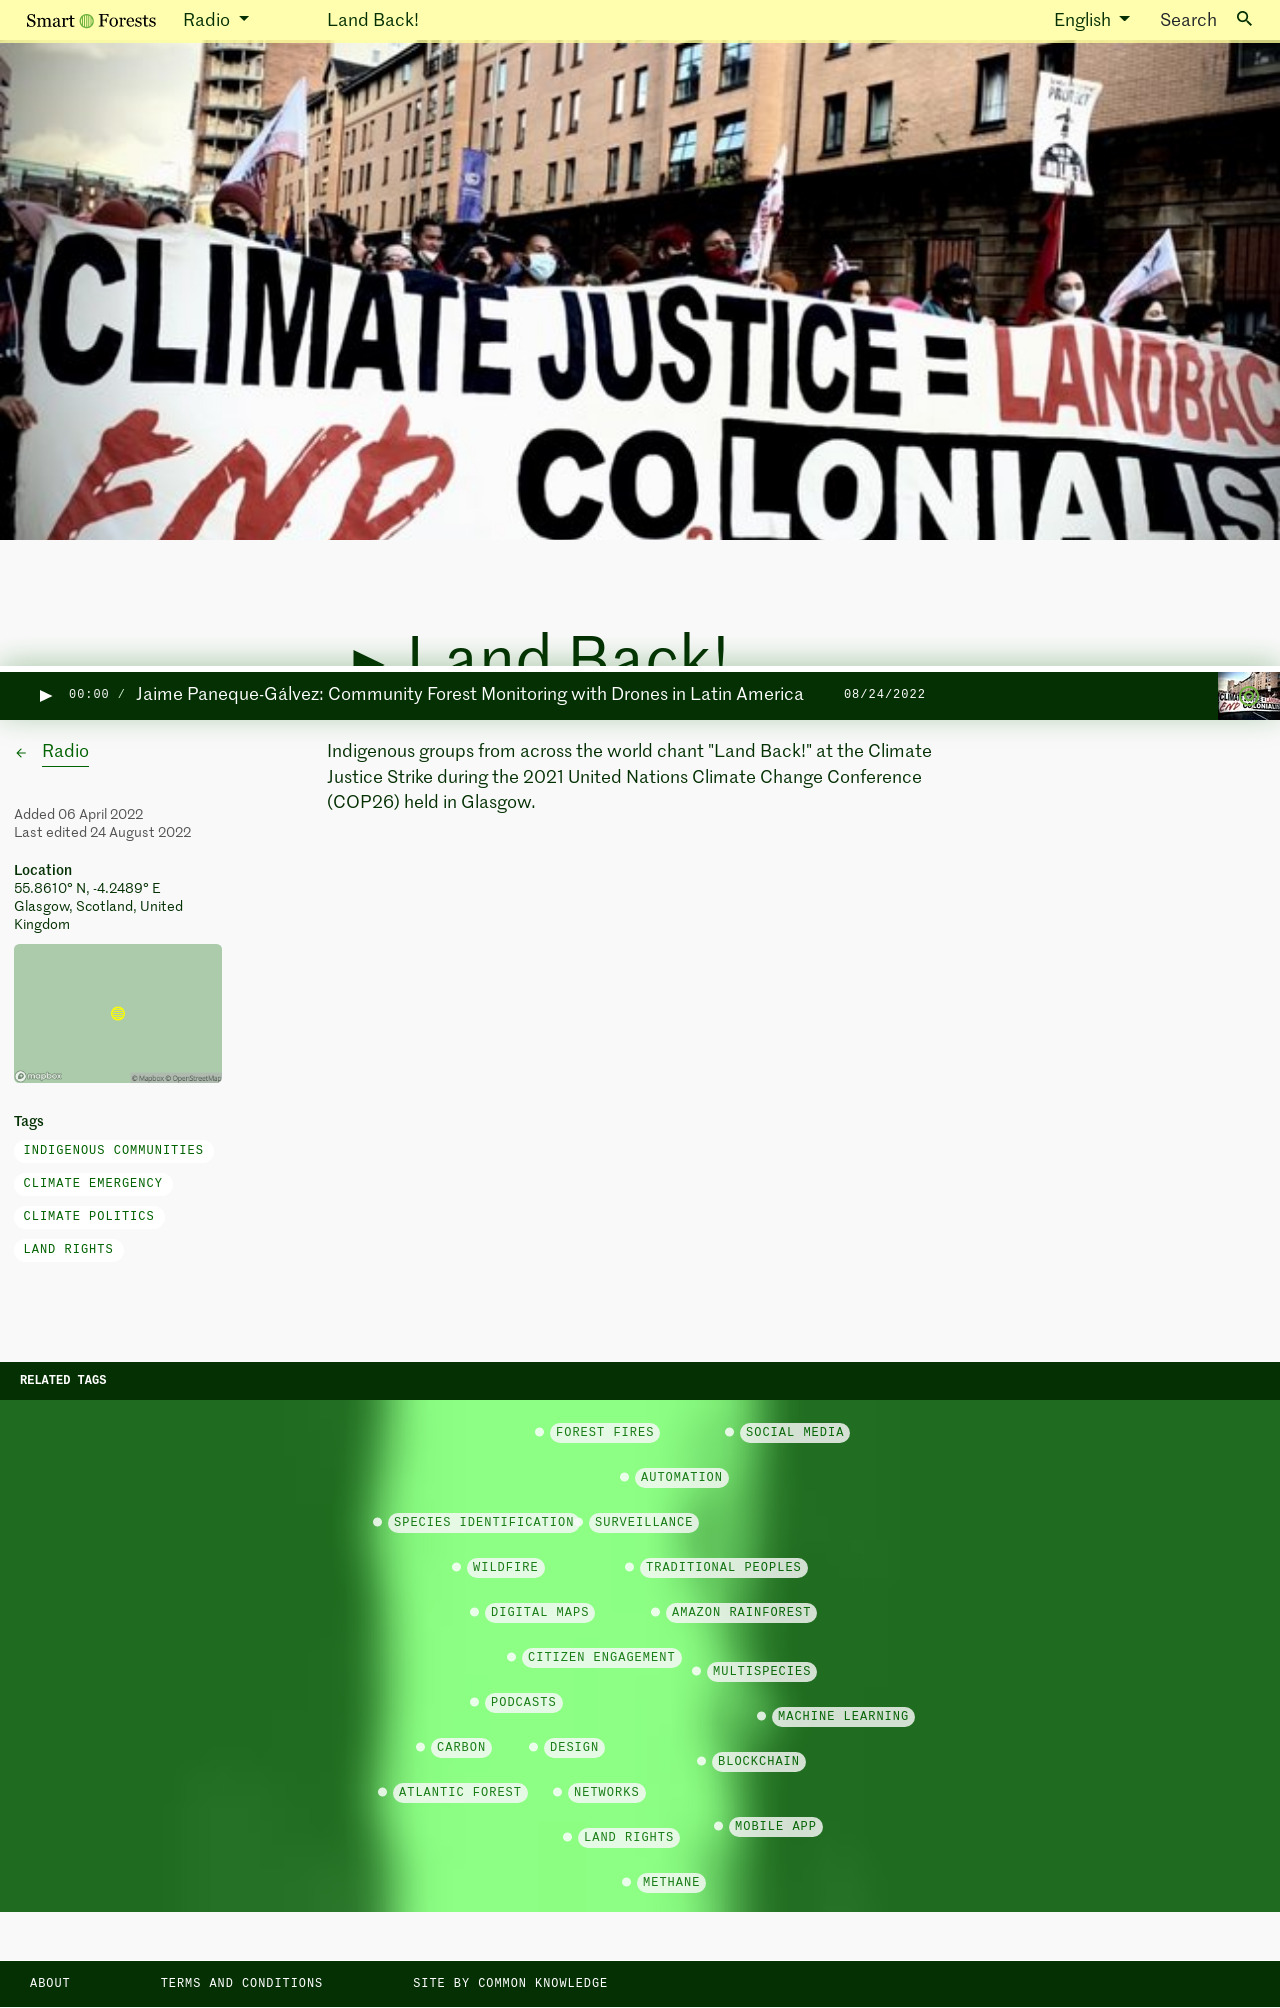 Smart Forests
Radio
Land Back!
English
Search
PROTECT
CLIMATE JUSTICE = LANDBAC
END COLONIALIS
▶ Land Back!
▶ 00:00 / Jaime Paneque-Gálvez: Community Forest Monitoring with Drones in Latin America 08/24/2022
← Radio
Indigenous groups from across the world chant "Land Back!" at the Climate
Justice Strike during the 2021 United Nations Climate Change Conference
(COP26) held in Glasgow.
Added 06 April 2022
Last edited 24 August 2022
Location
55.8610° N, -4.2489° E
Glasgow, Scotland, United
Kingdom
mapbox
© Mapbox © OpenStreetMap
Tags
INDIGENOUS COMMUNITIES
CLIMATE EMERGENCY
CLIMATE POLITICS
LAND RIGHTS
RELATED TAGS
FOREST FIRES
SOCIAL MEDIA
AUTOMATION
SPECIES IDENTIFICATION
SURVEILLANCE
WILDFIRE
TRADITIONAL PEOPLES
DIGITAL MAPS
AMAZON RAINFOREST
CITIZEN ENGAGEMENT
MULTISPECIES
PODCASTS
MACHINE LEARNING
CARBON
DESIGN
BLOCKCHAIN
ATLANTIC FOREST
NETWORKS
MOBILE APP
LAND RIGHTS
METHANE
ABOUT
TERMS AND CONDITIONS
SITE BY COMMON KNOWLEDGE